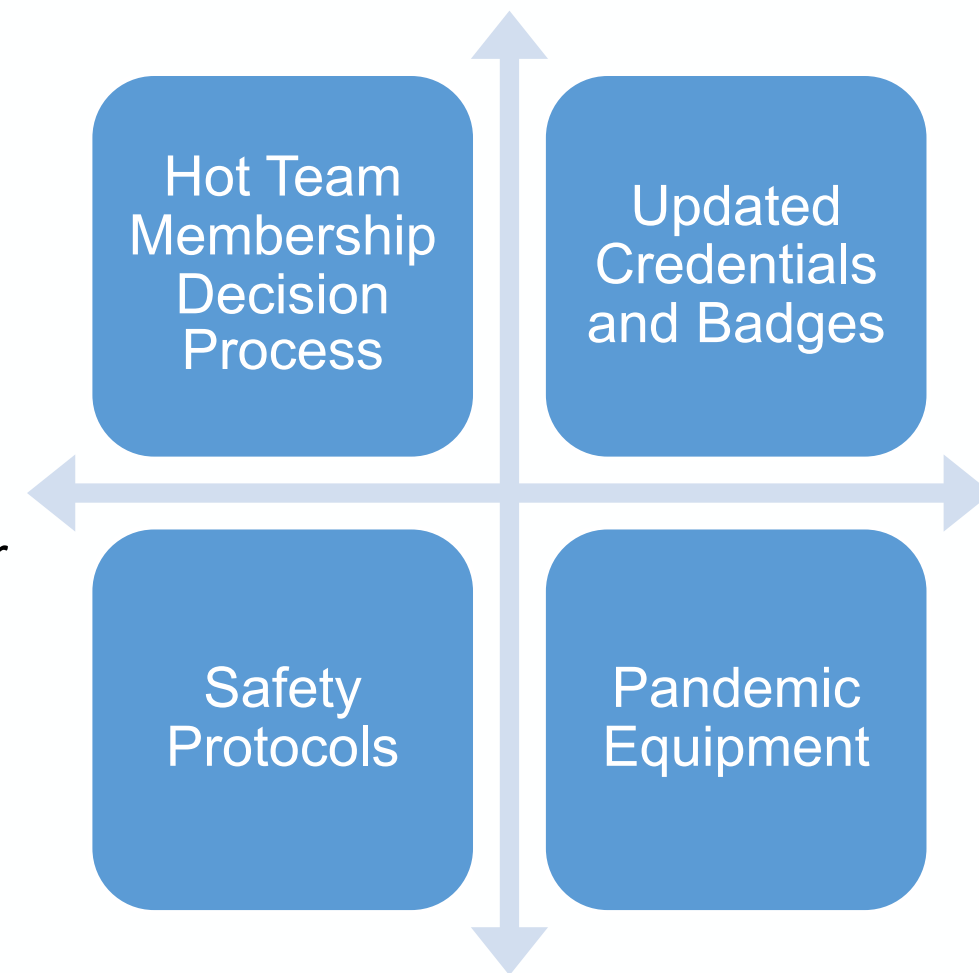 Hot Team
Membership
Decision
Process
Updated
Credentials
and Badges
r
Safety
Protocols
Pandemic
Equipment